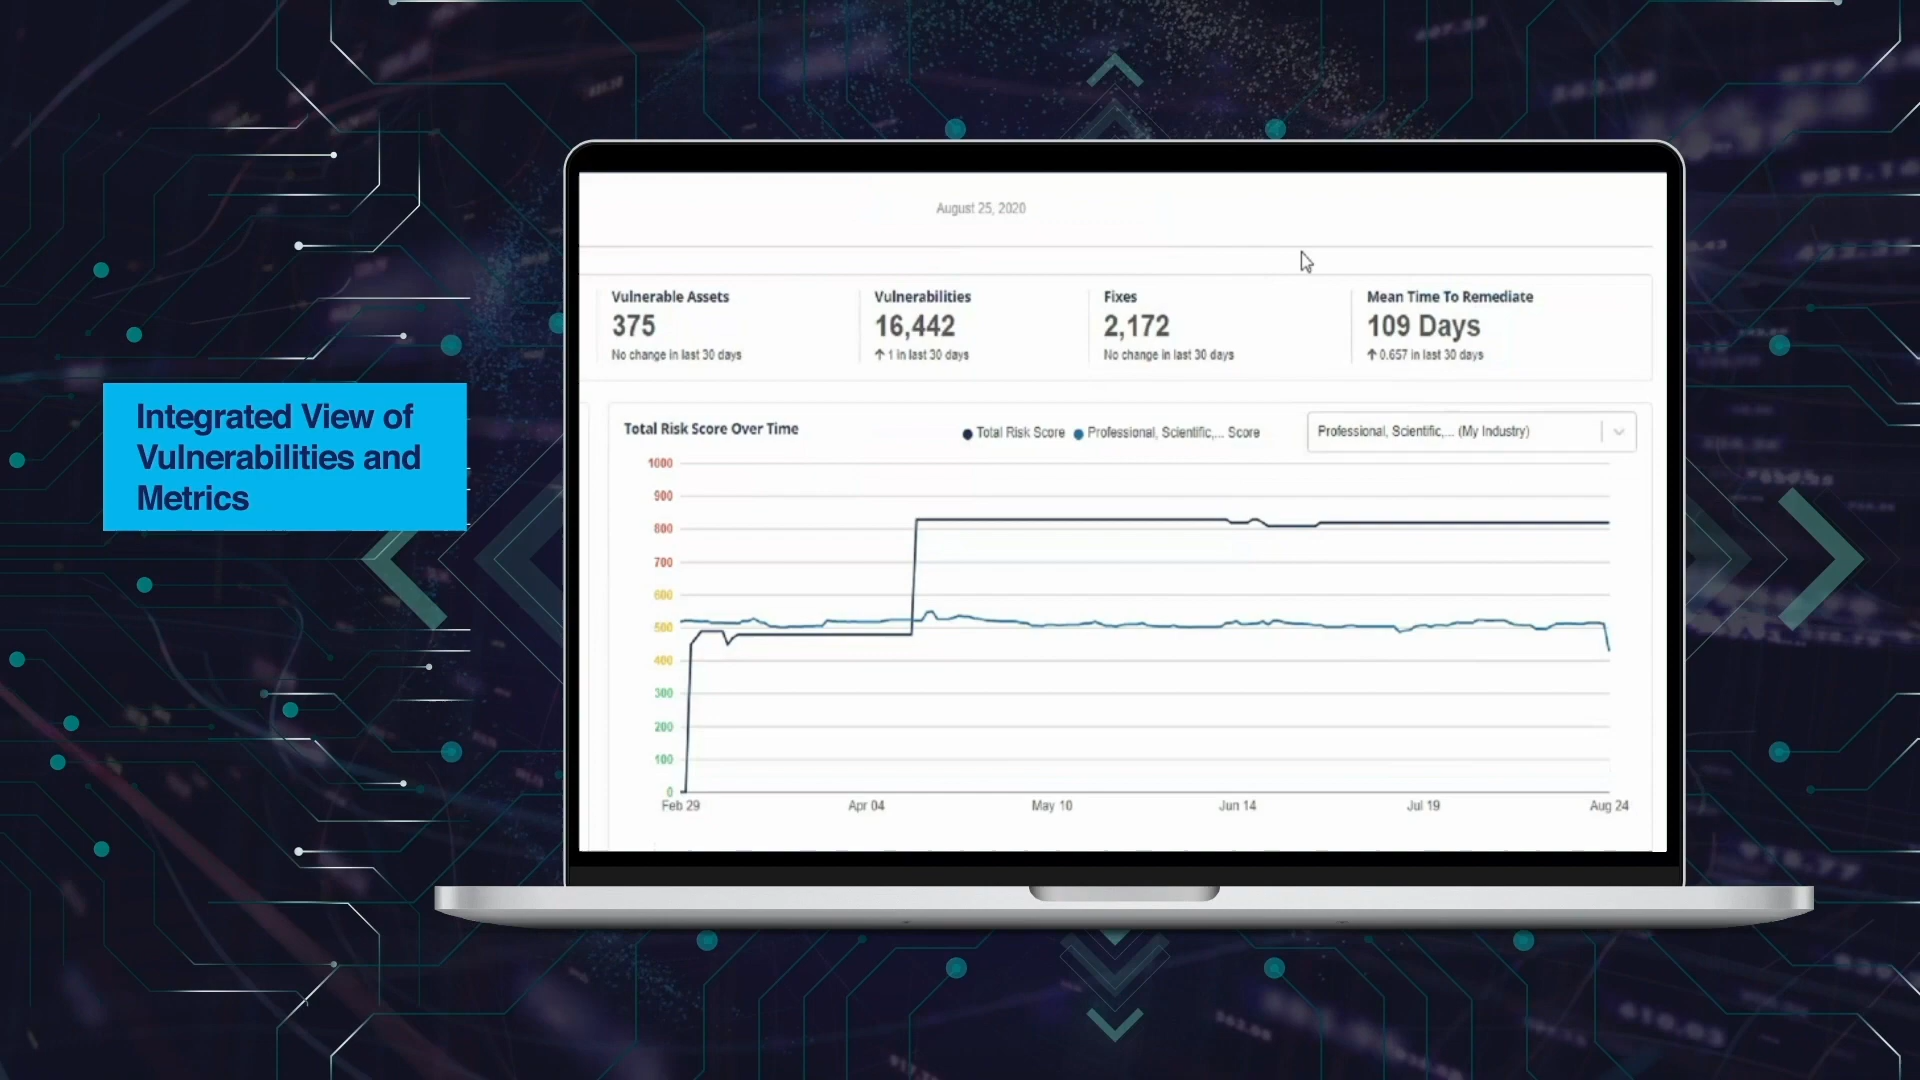 Integrated View of
Vulnerabilities and
Metrics
August 25, 2020
Vulnerable Assets
375
No change in last 30 days
Vulnerabilities
16,442
↑ 1 in last 30 days
Fixes
2,172
No change in last 30 days
Mean Time To Remediate
109 Days
↑ 0.657 in last 30 days
Total Risk Score Over Time
Total Risk Score
Professional, Scientific,... Score
Professional, Scientific,... (My Industry)
1000
900
800
700
600
500
400
300
200
100
0
Feb 29
Apr 04
May 10
Jun 14
Jul 19
Aug 24